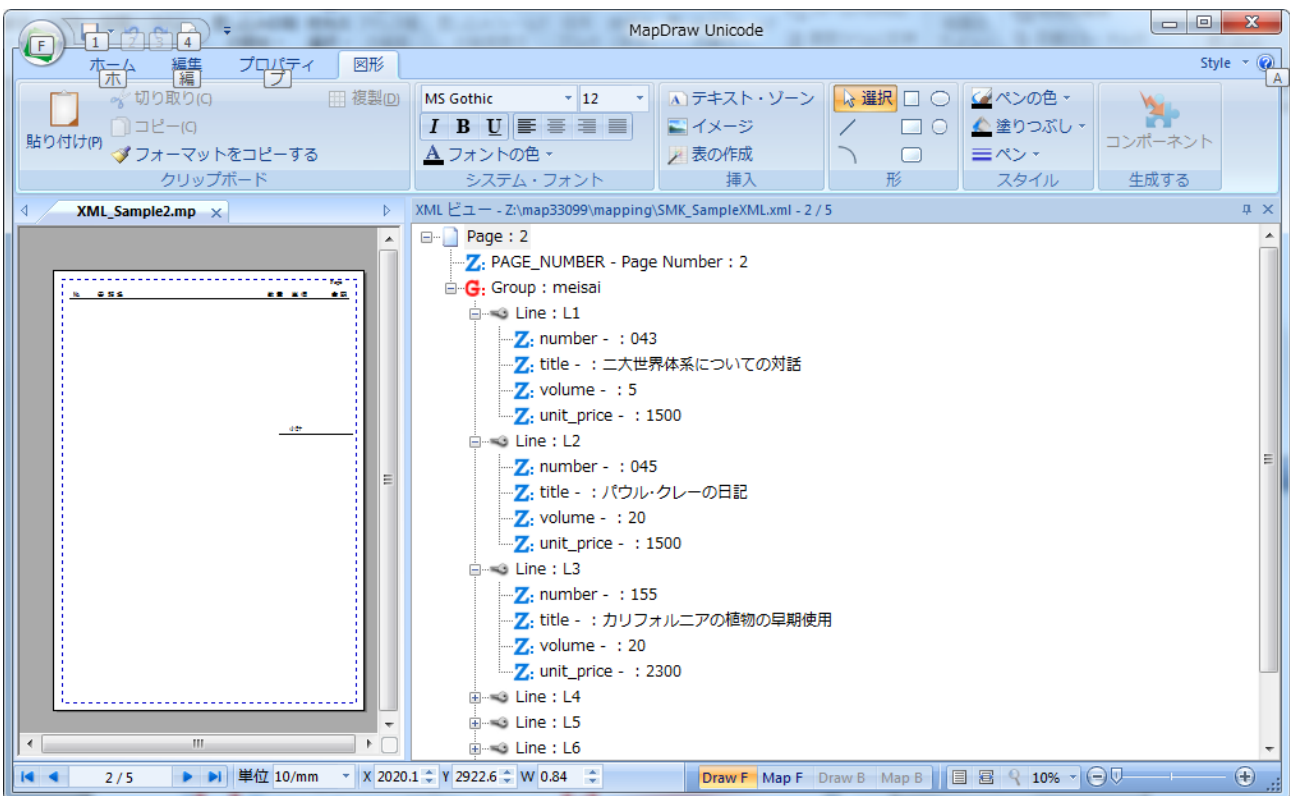 MapDraw Unicode
F
1
2
3
4
ホーム
編集
プロパティ
図形
Style
ホ
編
プ
A
貼り付け(P)
切り取り(C)
コピー(C)
フォーマットをコピーする
複製(D)
クリップボード
MS Gothic
12
I B U
A フォントの色
システム・フォント
A テキスト・ゾーン
イメージ
表の作成
挿入
選択
形
ペンの色
塗りつぶし
ペン
スタイル
コンポーネント
生成する
XML_Sample2.mp
XML ビュー - Z:\map33099\mapping\SMK_SampleXML.xml - 2 / 5
Page
小計
Page : 2
Z: PAGE_NUMBER - Page Number : 2
G: Group : meisai
Line : L1
Z: number - : 043
Z: title - : 二大世界体系についての対話
Z: volume - : 5
Z: unit_price - : 1500
Line : L2
Z: number - : 045
Z: title - : パウル・クレーの日記
Z: volume - : 20
Z: unit_price - : 1500
Line : L3
Z: number - : 155
Z: title - : カリフォルニアの植物の早期使用
Z: volume - : 20
Z: unit_price - : 2300
Line : L4
Line : L5
Line : L6
2 / 5
単位 10/mm
X 2020.1
Y 2922.6
W 0.84
Draw F
Map F
Draw B
Map B
10%